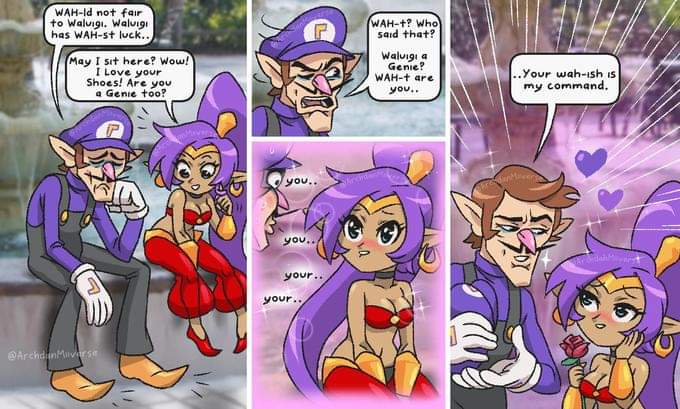 WAH-ld not fair
to Waluigi. Waluigi
has WAH-st luck..
May I sit here? Wow!
I Love your
Shoes! Are you
a Genie too?
@ArchdanMiiverse
WAH-t? Who
said that?
Waluigi a
Genie?
WAH-t are
you..
you..
you..
your..
your..
..Your wah-ish is
my command.